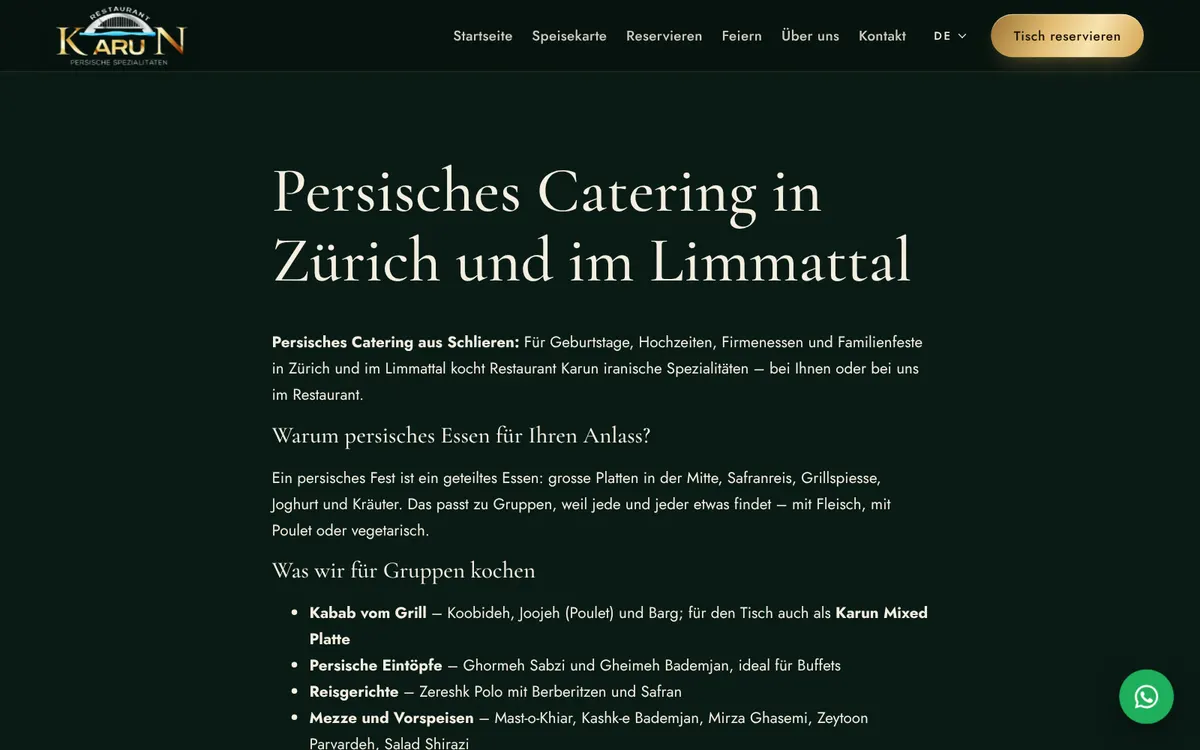 RESTAURANT
KARUN
PERSISCHE SPEZIALITÄTEN
Startseite
Speisekarte
Reservieren
Feiern
Über uns
Kontakt
DE
Tisch reservieren
Persisches Catering in
Zürich und im Limmattal
Persisches Catering aus Schlieren: Für Geburtstage, Hochzeiten, Firmenessen und Familienfeste
in Zürich und im Limmattal kocht Restaurant Karun iranische Spezialitäten – bei Ihnen oder bei uns
im Restaurant.
Warum persisches Essen für Ihren Anlass?
Ein persisches Fest ist ein geteiltes Essen: grosse Platten in der Mitte, Safranreis, Grillspiesse,
Joghurt und Kräuter. Das passt zu Gruppen, weil jede und jeder etwas findet – mit Fleisch, mit
Poulet oder vegetarisch.
Was wir für Gruppen kochen
• Kabab vom Grill – Koobideh, Joojeh (Poulet) und Barg; für den Tisch auch als Karun Mixed
Platte
• Persische Eintöpfe – Ghormeh Sabzi und Gheimeh Bademjan, ideal für Buffets
• Reisgerichte – Zereshk Polo mit Berberitzen und Safran
• Mezze und Vorspeisen – Mast-o-Khiar, Kashk-e Bademjan, Mirza Ghasemi, Zeytoon
Parvardeh, Salad Shirazi